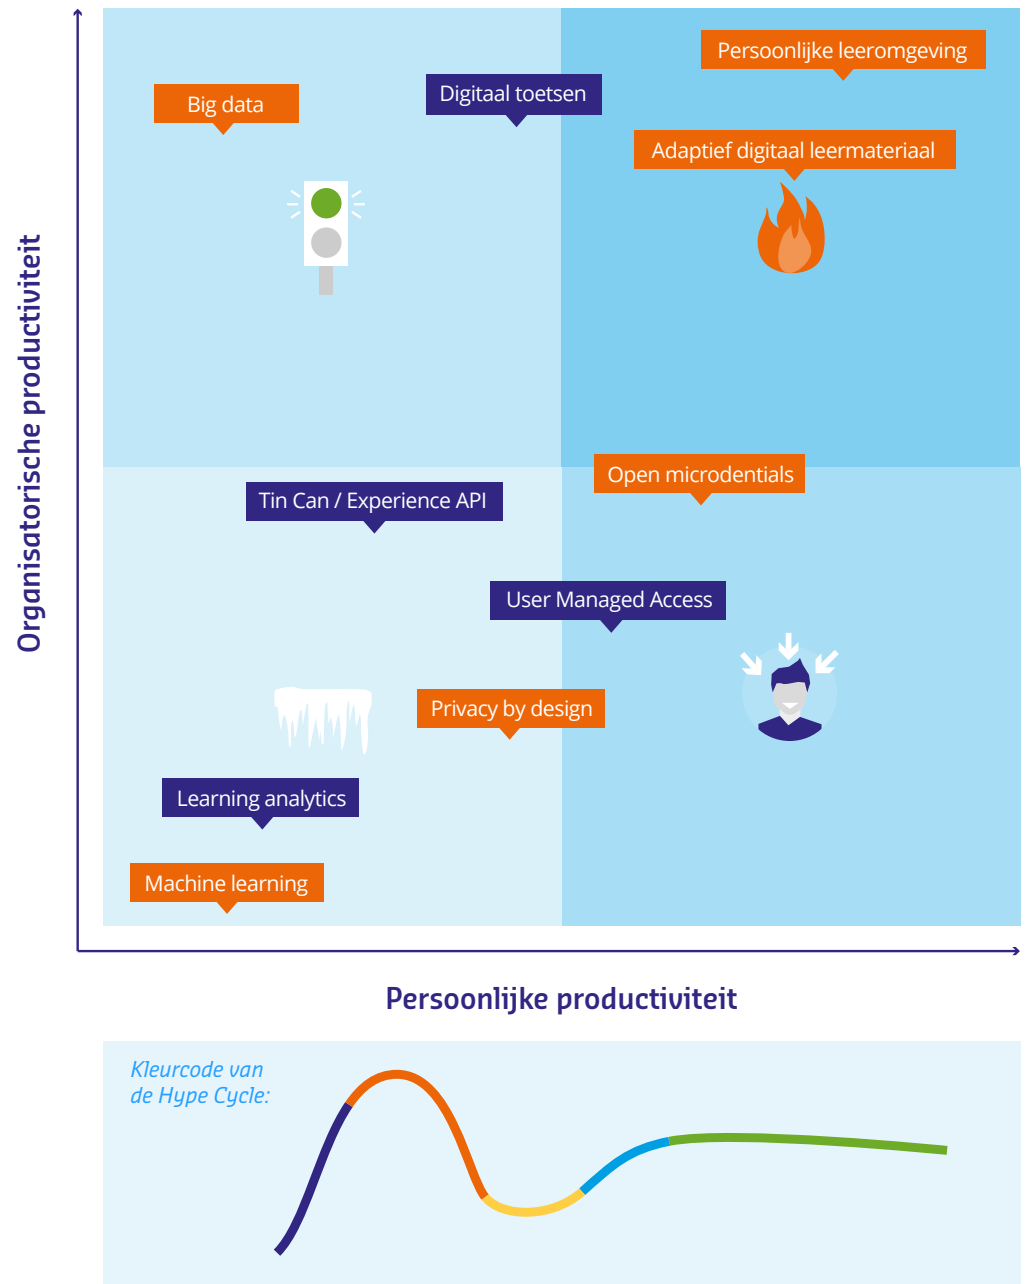 Organisatorische productiviteit
Persoonlijke leeromgeving
Big data
Digitaal toetsen
Adaptief digitaal leermateriaal
Open microdentials
Tin Can / Experience API
User Managed Access
Privacy by design
Learning analytics
Machine learning
Persoonlijke productiviteit
Kleurcode van
de Hype Cycle: